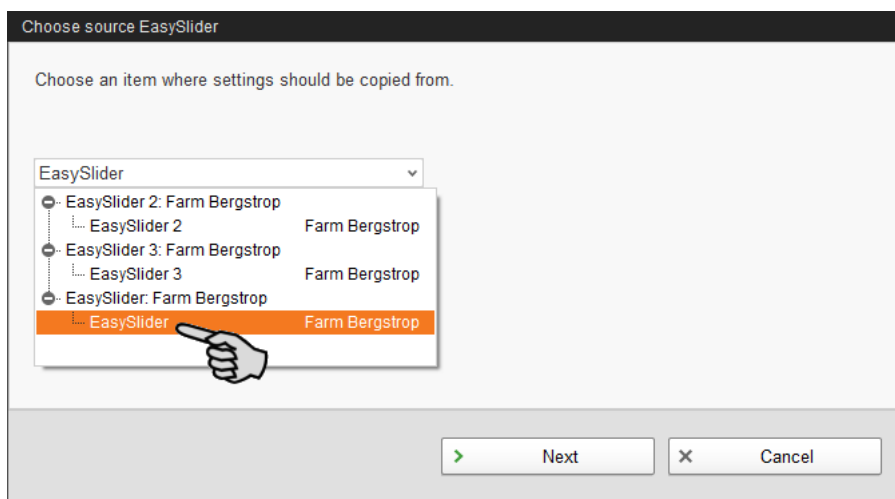 Choose source EasySlider
Choose an item where settings should be copied from.
EasySlider
EasySlider 2: Farm Bergstrop
EasySlider 2 Farm Bergstrop
EasySlider 3: Farm Bergstrop
EasySlider 3 Farm Bergstrop
EasySlider: Farm Bergstrop
EasySlider Farm Bergstrop
Next Cancel